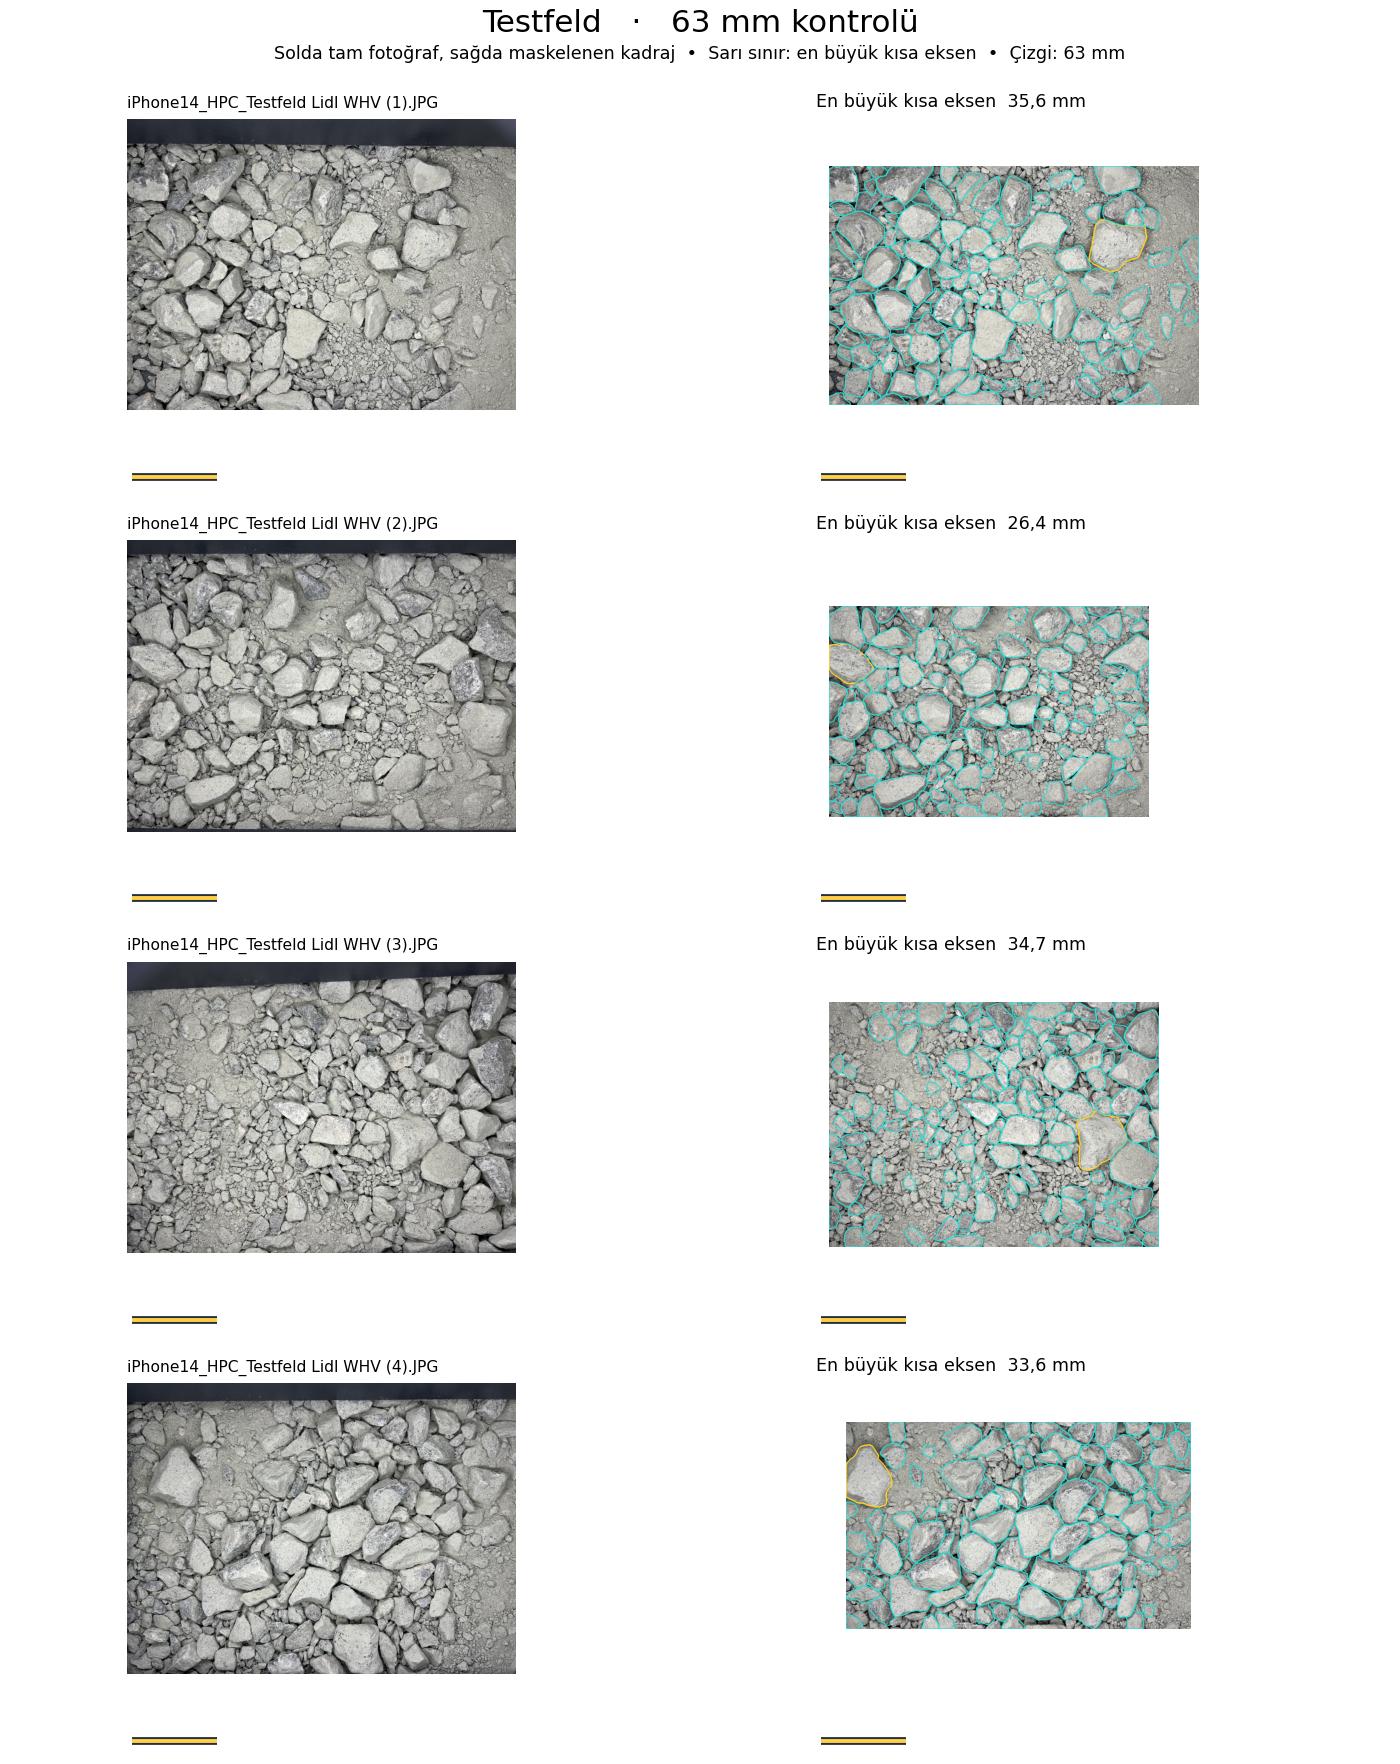 Testfeld · 63 mm kontrolü
Solda tam fotoğraf, sağda maskelenen kadraj • Sarı sınır: en büyük kısa eksen • Çizgi: 63 mm
iPhone14_HPC_Testfeld Lidl WHV (1).JPG
En büyük kısa eksen 35,6 mm
iPhone14_HPC_Testfeld Lidl WHV (2).JPG
En büyük kısa eksen 26,4 mm
iPhone14_HPC_Testfeld Lidl WHV (3).JPG
En büyük kısa eksen 34,7 mm
iPhone14_HPC_Testfeld Lidl WHV (4).JPG
En büyük kısa eksen 33,6 mm